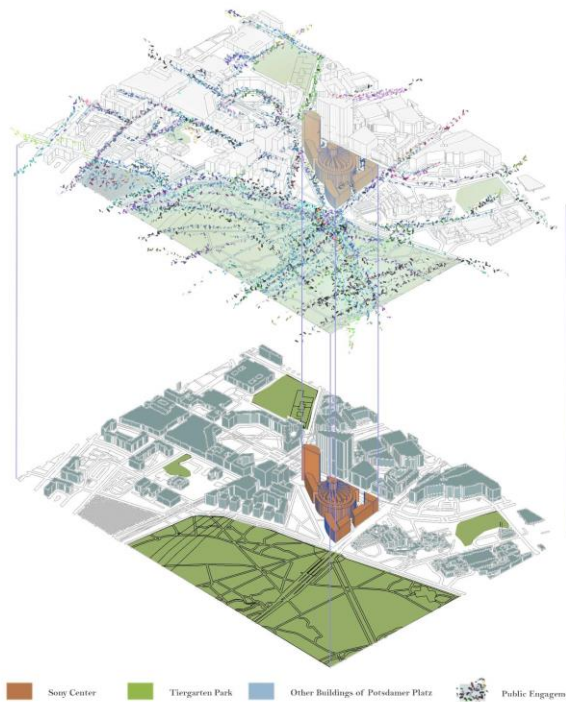 Sony Center
Tiergarten Park
Other Buildings of Potsdamer Platz
Public Engagem